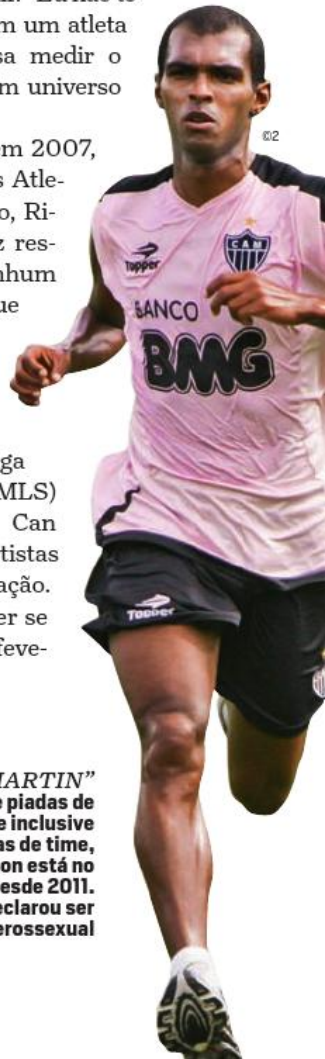 m um atleta
sa medir o
m universo
em 2007,
s Atle-
o, Ri-
z res-
nhum
ue
ga
MLS)
Can
tistas
ação.
er se
feve-
MARTIN”
e piadas de
e inclusive
as de time,
on está no
esde 2011.
eclarou ser
erossexual
©2
Topper
CAM
BANCO
BMG
Topper